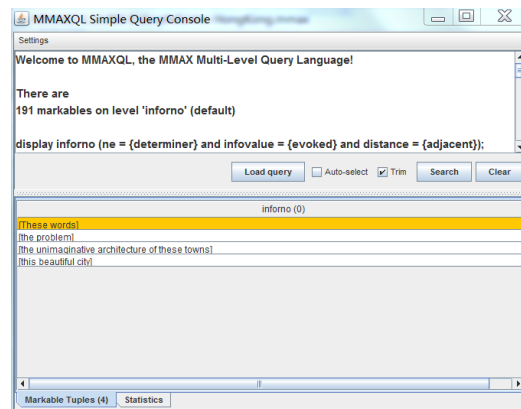 MMAXQL Simple Query Console
Settings
Welcome to MMAXQL, the MMAX Multi-Level Query Language!
There are
191 markables on level 'inforno' (default)
display inforno (ne = {determiner} and infovalue = {evoked} and distance = {adjacent});
Load query Auto-select Trim Search Clear
inforno (0)
[These words]
[the problem]
[the unimaginative architecture of these towns]
[this beautiful city]
Markable Tuples (4) Statistics